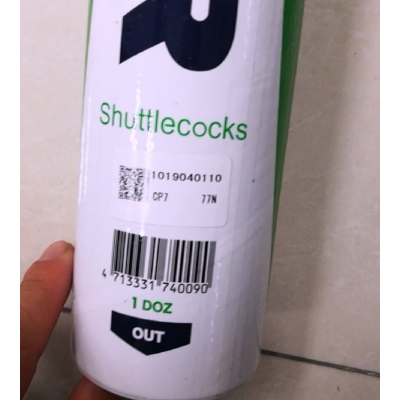 R
Shuttlecocks
1019040110
CP7 77N
4 713331 740090
1 DOZ
OUT